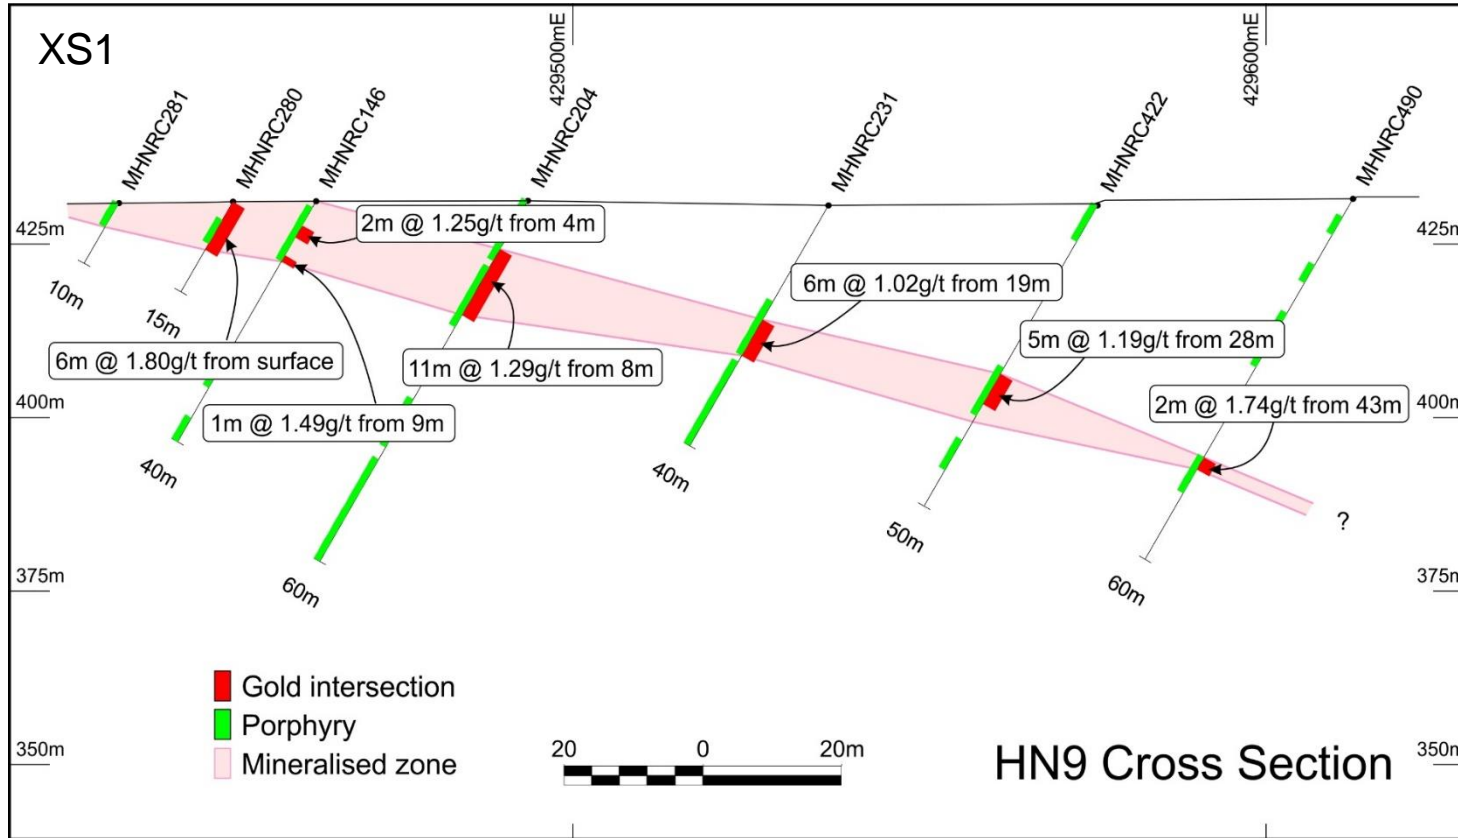 XS1
429500mE
429600mE
MHNRC281
MHNRC280
MHNRC146
MHNRC204
MHNRC231
MHNRC422
MHNRC490
425m
425m
2m @ 1.25g/t from 4m
6m @ 1.02g/t from 19m
10m
15m
5m @ 1.19g/t from 28m
6m @ 1.80g/t from surface
11m @ 1.29g/t from 8m
2m @ 1.74g/t from 43m
400m
400m
1m @ 1.49g/t from 9m
40m
40m
50m
?
375m
375m
60m
60m
Gold intersection
Porphyry
Mineralised zone
20 0 20m
HN9 Cross Section
350m
350m